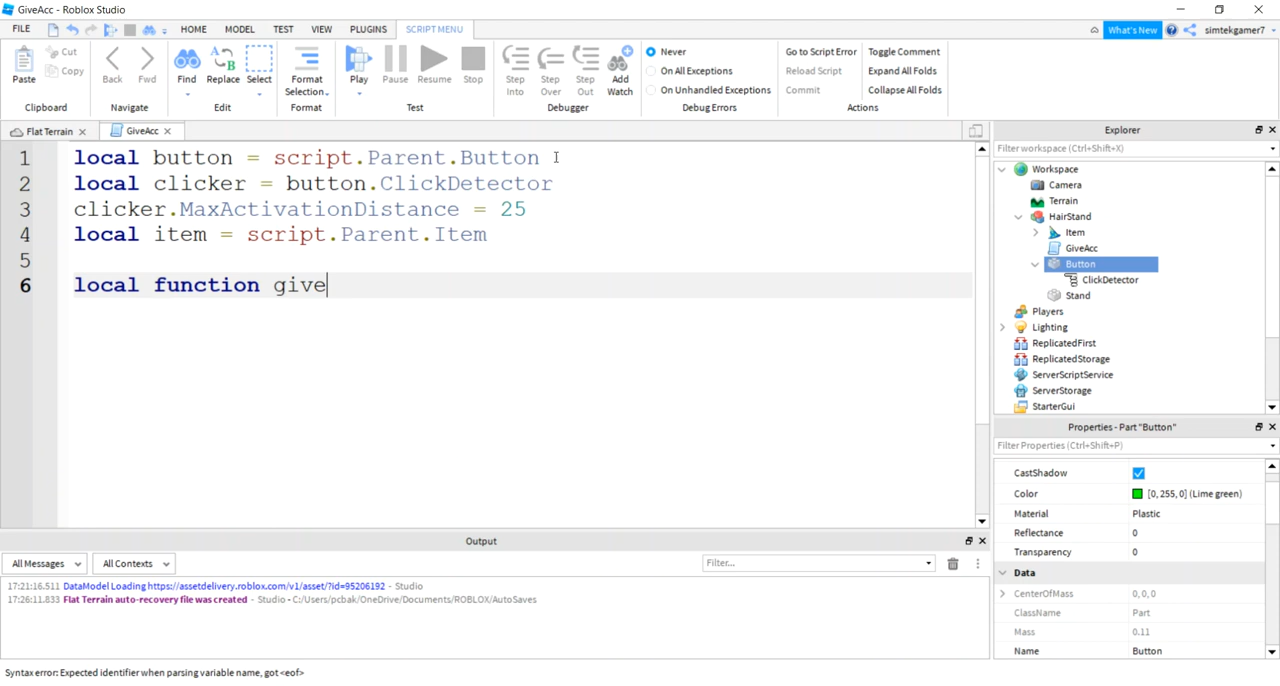 GiveAcc - Roblox Studio
FILE HOME MODEL TEST VIEW PLUGINS SCRIPT MENU What's New simtekgamer7
Paste Cut Copy Back Fwd Find Replace Select Format Selection Play Pause Resume Stop Step Into Step Over Step Out Add Watch
Never
On All Exceptions
On Unhandled Exceptions
Go to Script Error Toggle Comment
Reload Script Expand All Folds
Commit Collapse All Folds
Clipboard Navigate Edit Format Test Debugger Debug Errors Actions
Flat Terrain GiveAcc
1 local button = script.Parent.Button
2 local clicker = button.ClickDetector
3 clicker.MaxActivationDistance = 25
4 local item = script.Parent.Item
5
6 local function give
Explorer
Filter workspace (Ctrl+Shift+X)
Workspace
Camera
Terrain
HairStand
Item
GiveAcc
Button
ClickDetector
Stand
Players
Lighting
ReplicatedFirst
ReplicatedStorage
ServerScriptService
ServerStorage
StarterGui
Properties - Part "Button"
Filter Properties (Ctrl+Shift+P)
CastShadow
Color [0, 255, 0] (Lime green)
Material Plastic
Reflectance 0
Transparency 0
Data
CenterOfMass 0, 0, 0
ClassName Part
Mass 0.11
Name Button
Output
All Messages All Contexts Filter...
17:21:16.511 DataModel Loading https://assetdelivery.roblox.com/v1/asset/?id=95206192 - Studio
17:26:11.833 Flat Terrain auto-recovery file was created - Studio - C:/Users/pcbak/OneDrive/Documents/ROBLOX/AutoSaves
Syntax error: Expected identifier when parsing variable name, got <eof>